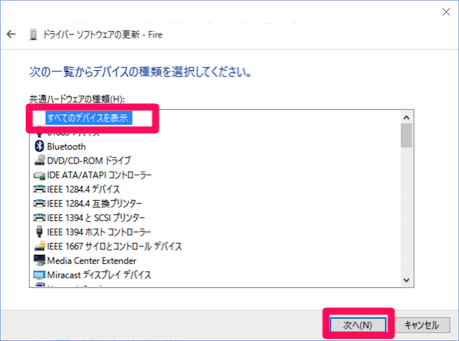 ドライバー ソフトウェアの更新 - Fire
次の一覧からデバイスの種類を選択してください。
共通ハードウェアの種類(H):
すべてのデバイスを表示
61883 デバイス
Bluetooth
DVD/CD-ROM ドライブ
IDE ATA/ATAPI コントローラー
IEEE 1284.4 デバイス
IEEE 1284.4 互換プリンター
IEEE 1394 と SCSI プリンター
IEEE 1394 ホスト コントローラー
IEEE 1667 サイロとコントロール デバイス
Media Center Extender
Miracast ディスプレイ デバイス
次へ(N)
キャンセル